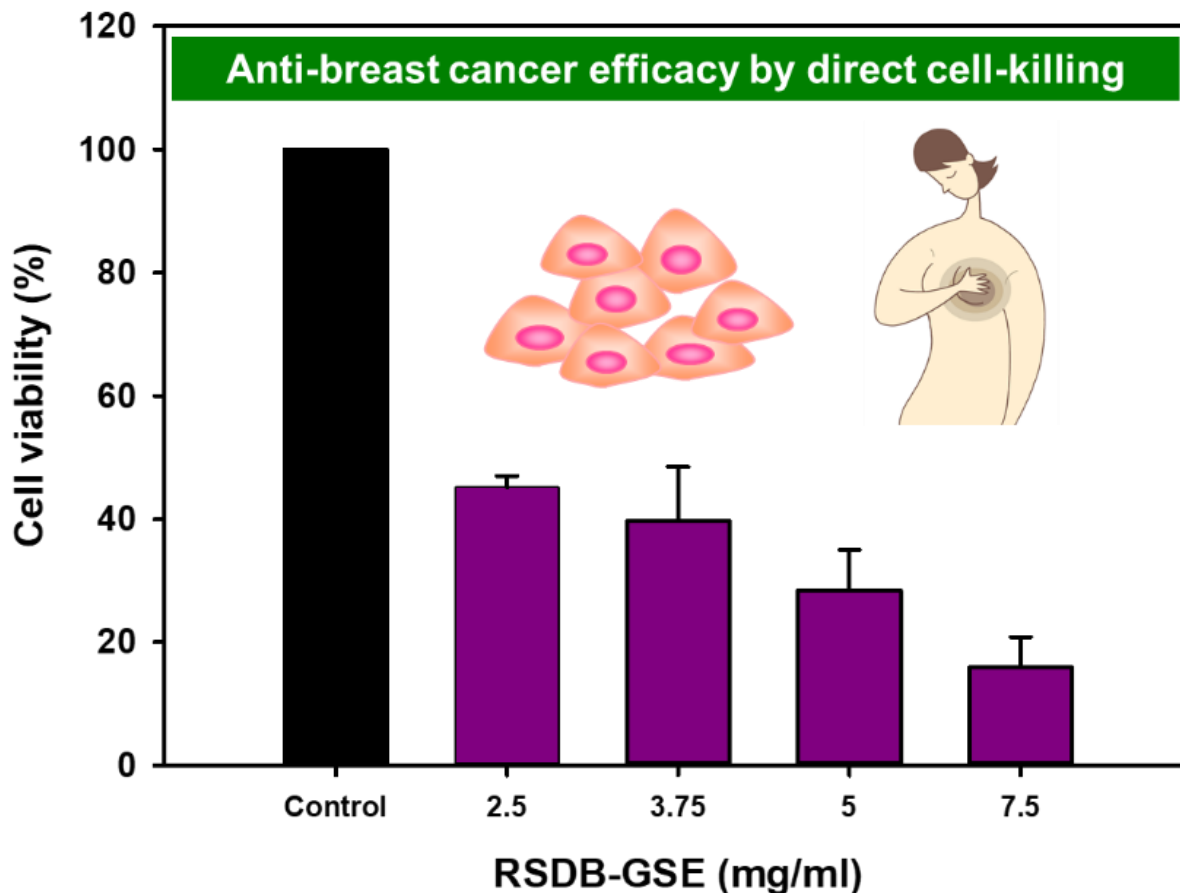 Anti-breast cancer efficacy by direct cell-killing
120
100
80
60
40
20
0
Cell viability (%)
Control 2.5 3.75 5 7.5
RSDB-GSE (mg/ml)